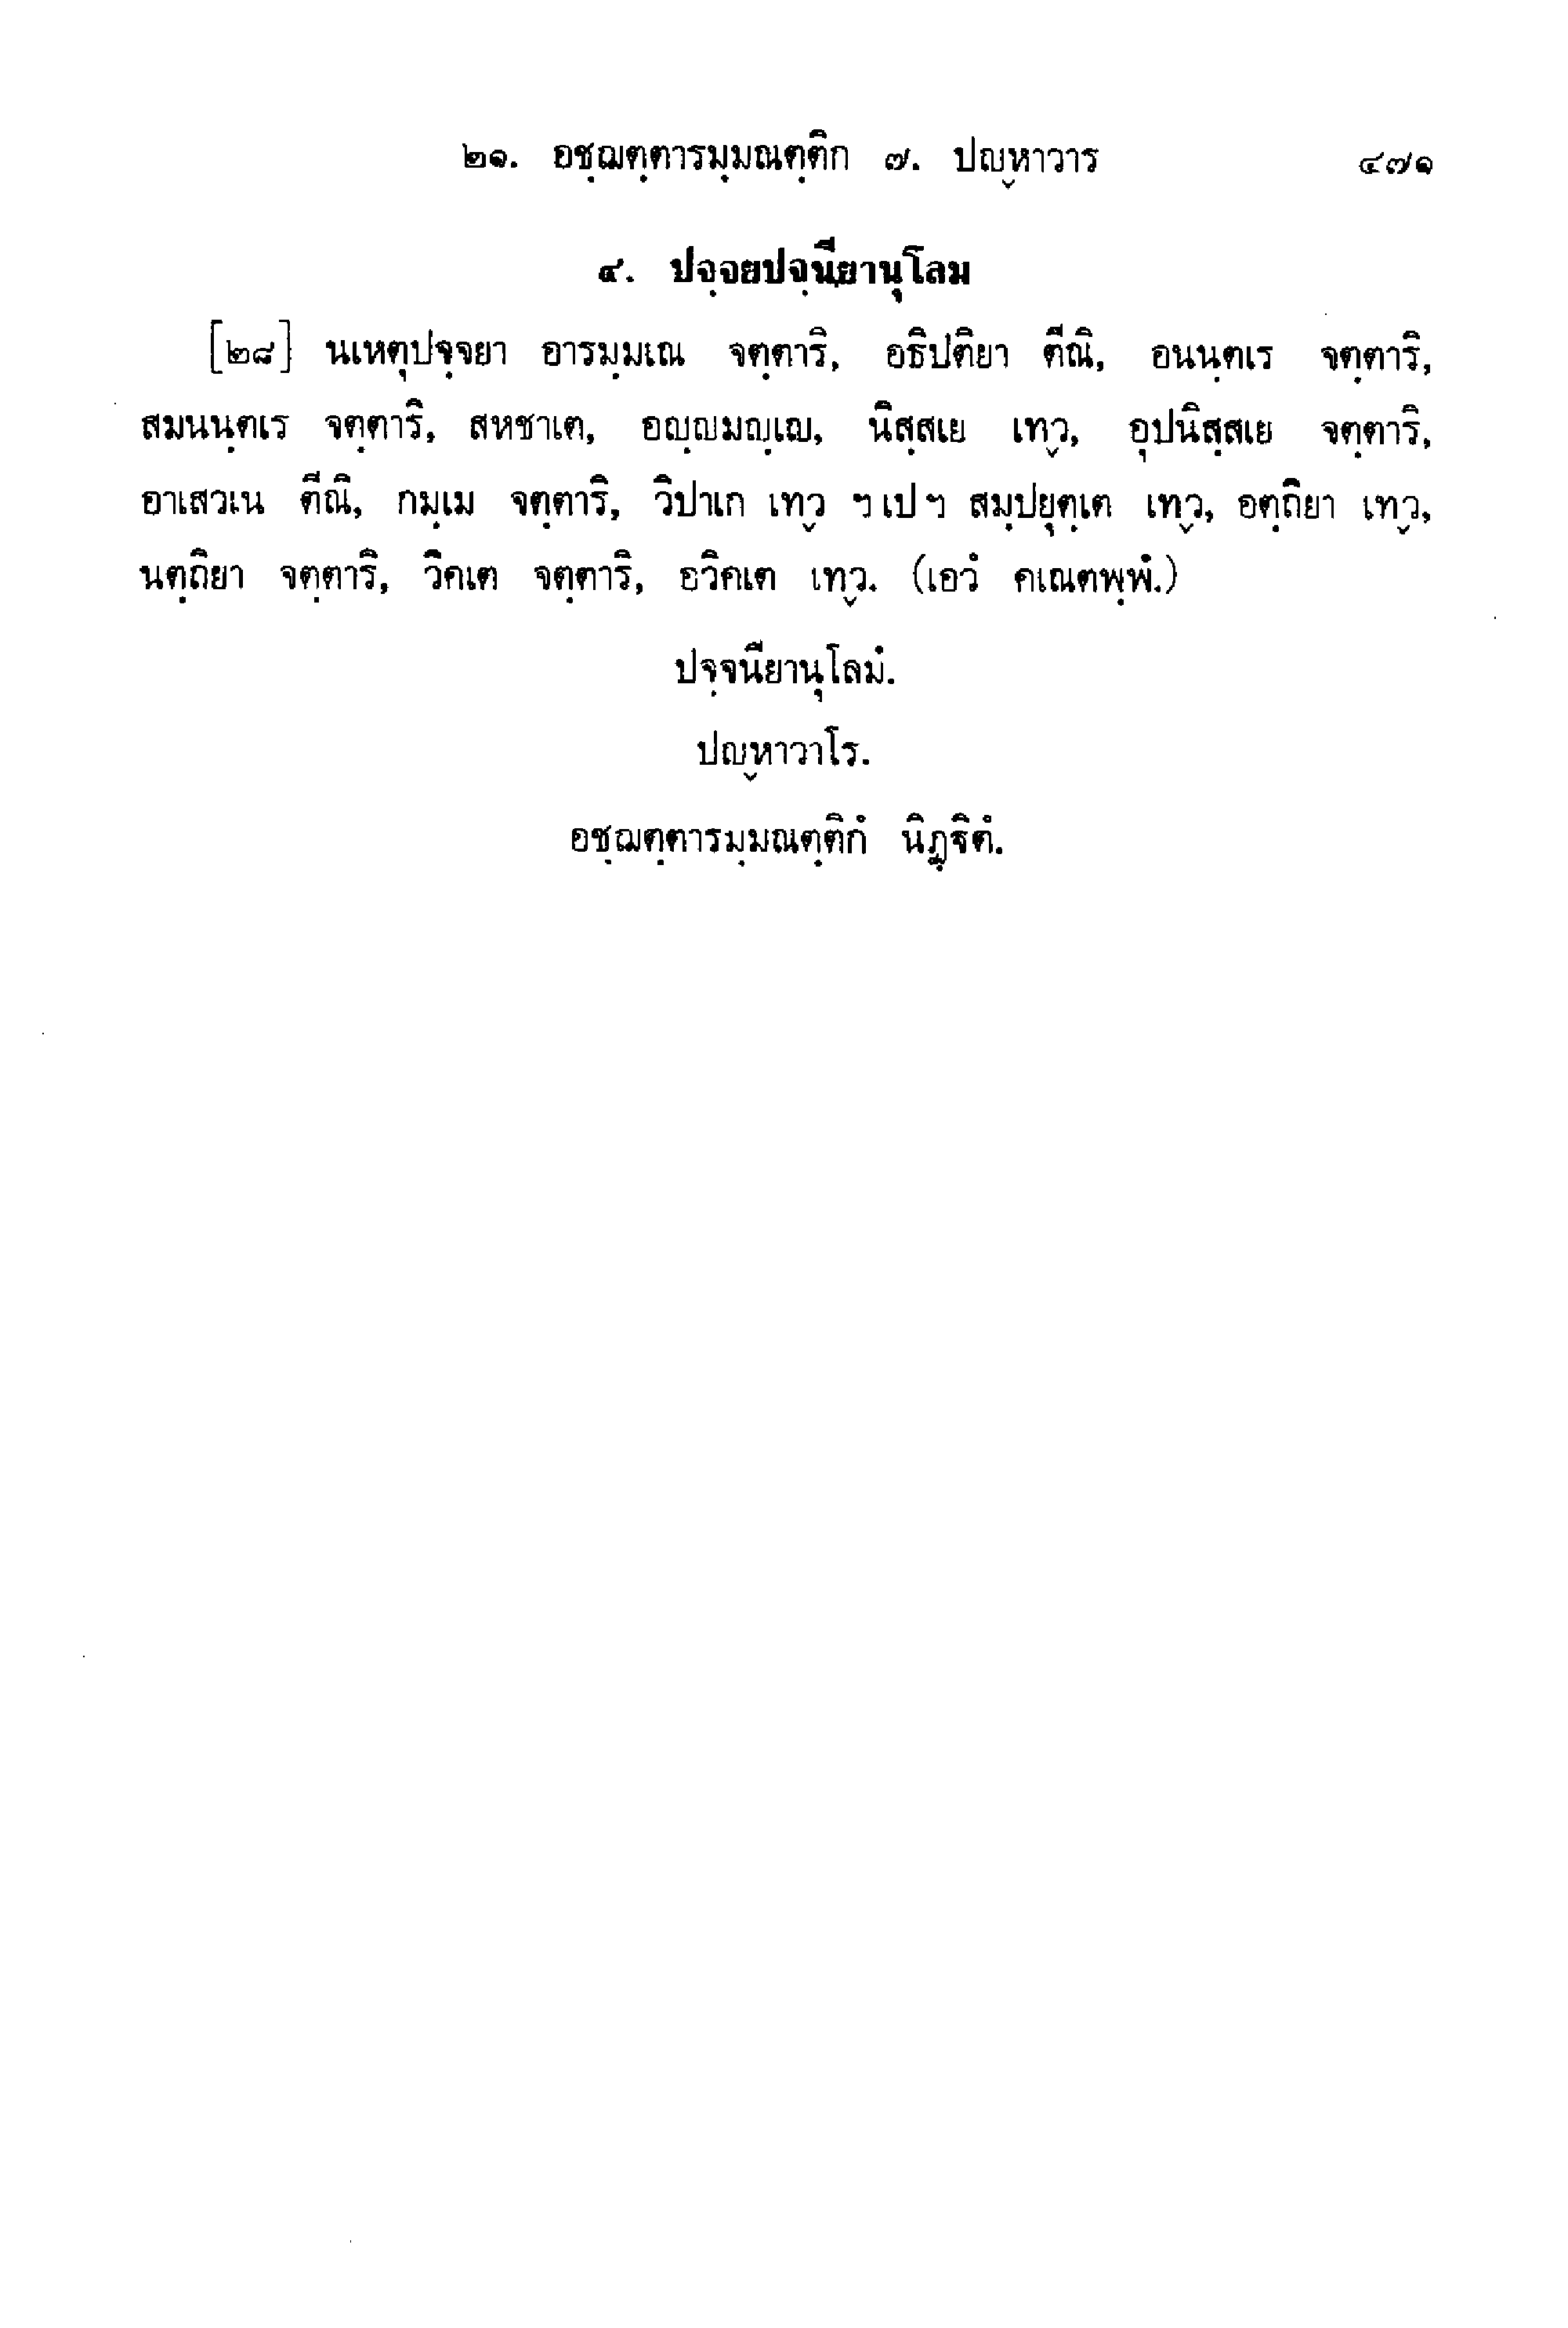 ๒๑. อชฺฌตฺตารมฺมณตฺติก ๗. ปญฺหาวาร ๔๗๑
๔. ปจฺจยปจฺนียานุโลม
[๒๘] นเหตุปจฺจยา อารมฺมเณ จตฺตาริ, อธิปติยา ตีณิ, อนนฺตเร จตฺตาริ,
สมนนฺตเร จตฺตาริ, สหชาเต, อญฺญมญฺเญ, นิสฺสเย เทฺว, อุปนิสฺสเย จตฺตาริ,
อาเสวเน ตีณิ, กมฺเม จตฺตาริ, วิปาเก เทฺว ฯ เป ฯ สมฺปยุตฺเต เทฺว, อตฺถิยา เทฺว,
นตฺถิยา จตฺตาริ, วิคเต จตฺตาริ, อวิคเต เทฺว. (เอวํ คเณตพฺพํ.)
ปจฺจนียานุโลมํ.
ปญฺหาวาโร.
อชฺฌตฺตารมฺมณตฺติกํ นิฏฺฐิตํ.